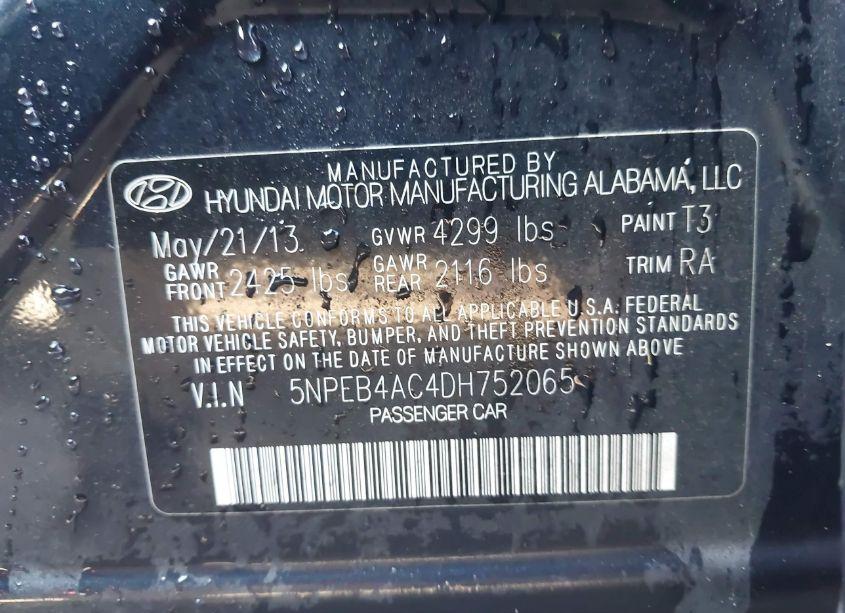 MANUFACTURED BY
HYUNDAI MOTOR MANUFACTURING ALABAMA, LLC
May/21/13 GVWR 4299 lbs PAINT T3
GAWR FRONT 2425 lbs GAWR REAR 2116 lbs TRIM RA
THIS VEHICLE CONFORMS TO ALL APPLICABLE U.S.A. FEDERAL
MOTOR VEHICLE SAFETY, BUMPER, AND THEFT PREVENTION STANDARDS
IN EFFECT ON THE DATE OF MANUFACTURE SHOWN ABOVE
V.I.N 5NPEB4AC4DH752065
PASSENGER CAR